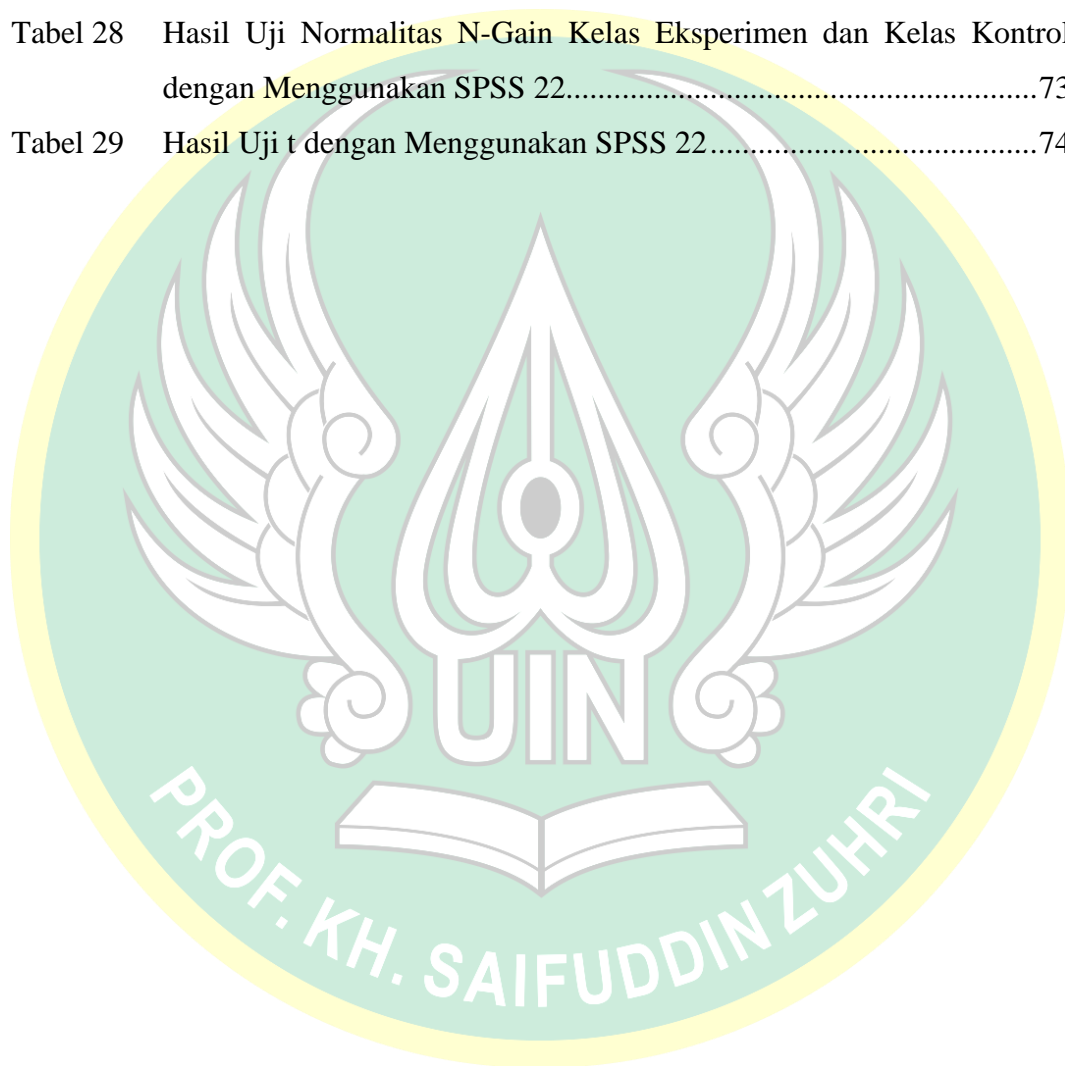 Tabel 28 Hasil Uji Normalitas N-Gain Kelas Eksperimen dan Kelas Kontrol
dengan Menggunakan SPSS 22............................................................73
Tabel 29 Hasil Uji t dengan Menggunakan SPSS 22.........................................74
UIN
PROF. KH. SAIFUDDIN ZUHRI